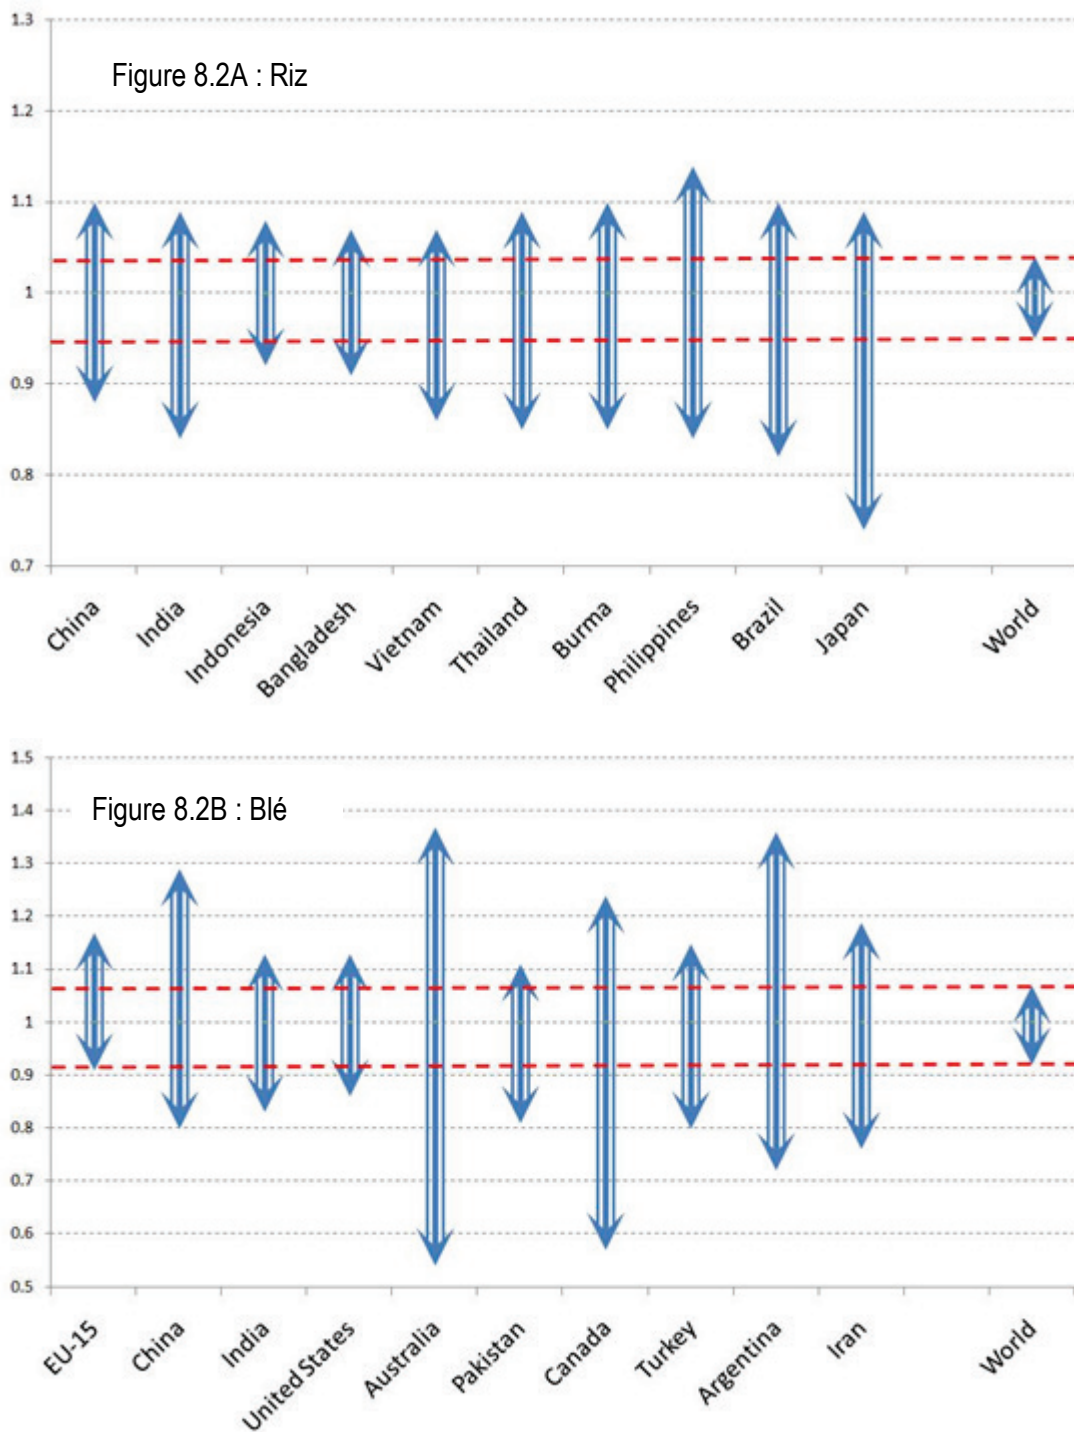 1.3
Figure 8.2A : Riz
1.2
1.1
1
0.9
0.8
0.7
China
India
Indonesia
Bangladesh
Vietnam
Thailand
Burma
Philippines
Brazil
Japan
World
1.5
Figure 8.2B : Blé
1.4
1.3
1.2
1.1
1
0.9
0.8
0.7
0.6
0.5
EU-15
China
India
United States
Australia
Pakistan
Canada
Turkey
Argentina
Iran
World